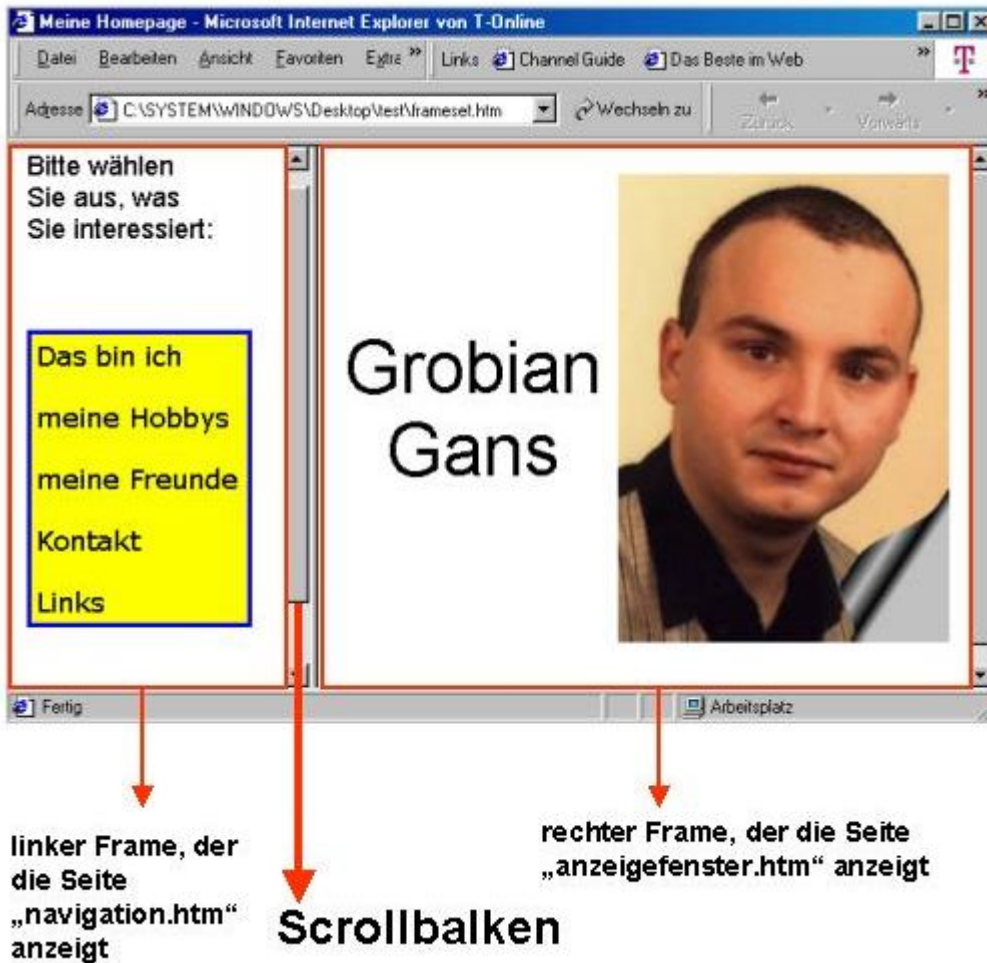 Meine Homepage - Microsoft Internet Explorer von T-Online
Datei Bearbeiten Ansicht Favoriten Extra » Links Channel Guide Das Beste im Web »
T
Adresse C:\SYSTEM\WINDOWS\Desktop\test\frameset.htm Wechseln zu Zurück Vorwärts »
Bitte wählen
Sie aus, was
Sie interessiert:
Das bin ich
meine Hobbys
meine Freunde
Kontakt
Links
Grobian
Gans
Fertig
Arbeitsplatz
linker Frame, der
die Seite
„navigation.htm“
anzeigt
Scrollbalken
rechter Frame, der die Seite
„anzeigefenster.htm“ anzeigt